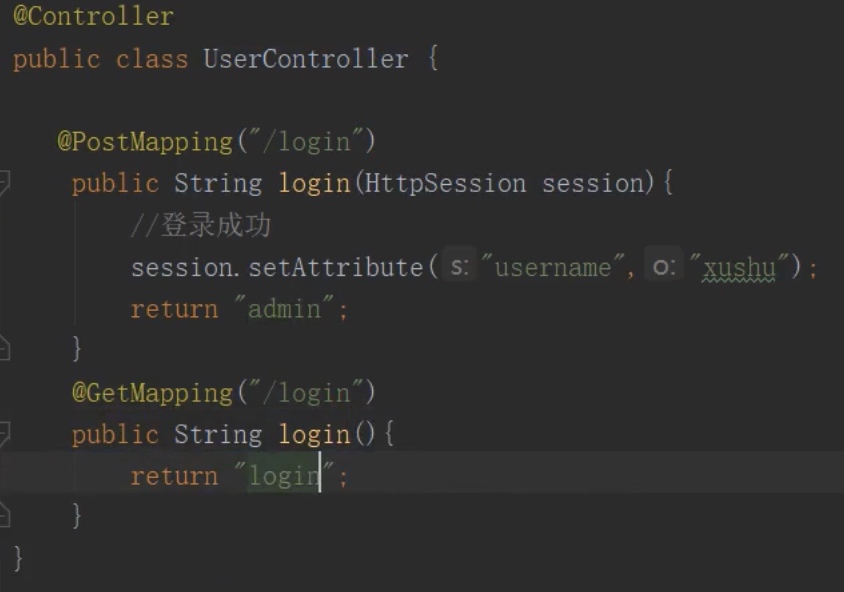 @Controller
public class UserController {
@PostMapping("/login")
public String login(HttpSession session){
//登录成功
session.setAttribute( s: "username", o: "xushu");
return "admin";
}
@GetMapping("/login")
public String login(){
return "login";
}
}